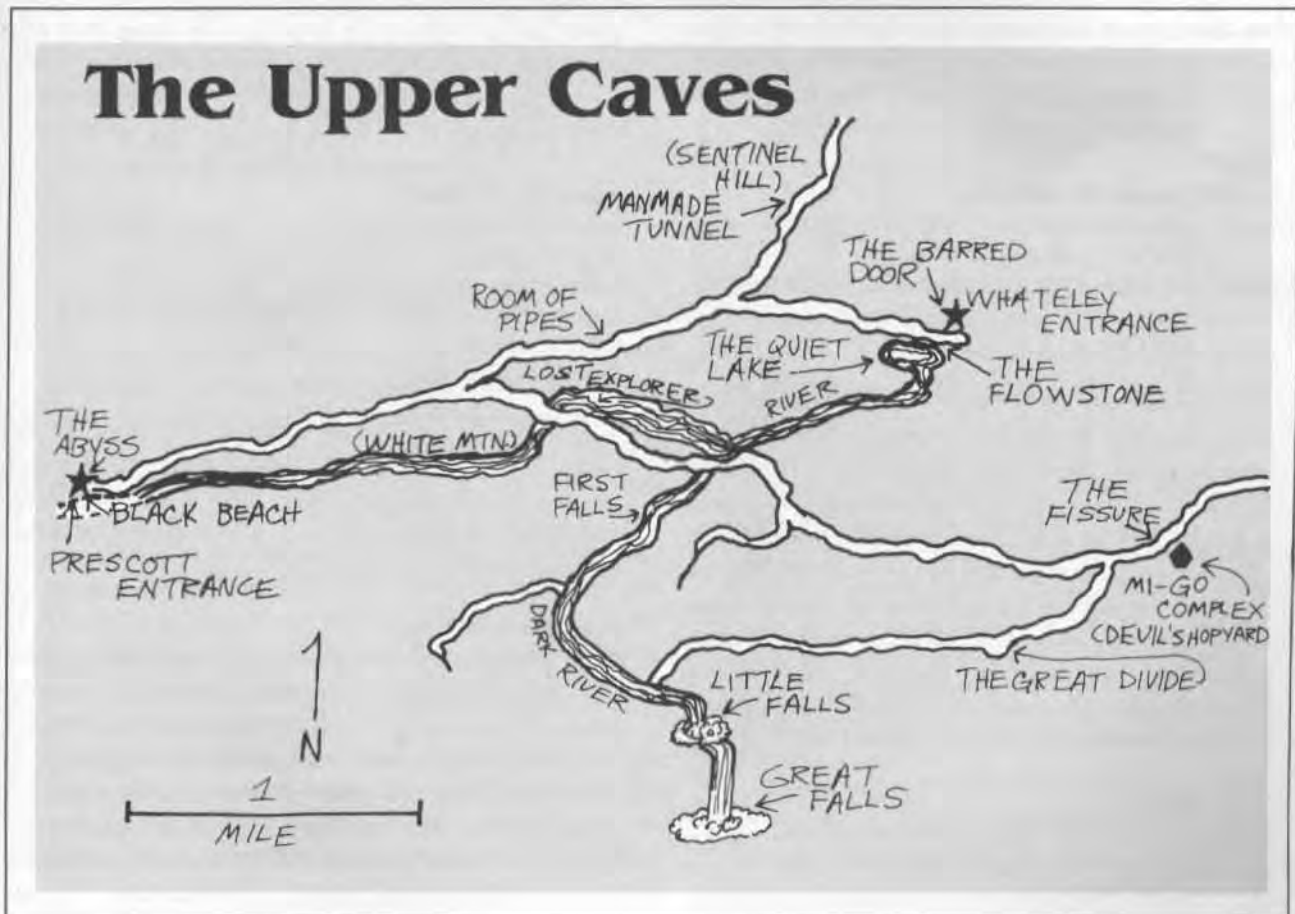 The Upper Caves
(SENTINEL
HILL)
MANMADE
TUNNEL
THE BARRED
DOOR
WHATELEY
ENTRANCE
ROOM OF
PIPES
THE QUIET
LAKE
THE
FLOWSTONE
LOST EXPLORER
RIVER
THE
ABYSS
(WHITE MTN.)
BLACK BEACH
FIRST
FALLS
THE
FISSURE
PRESCOTT
ENTRANCE
MI-GO
COMPLEX
(DEVIL'S HOPYARD
DARK RIVER
THE GREAT DIVIDE
LITTLE
FALLS
N
GREAT
FALLS
1
MILE